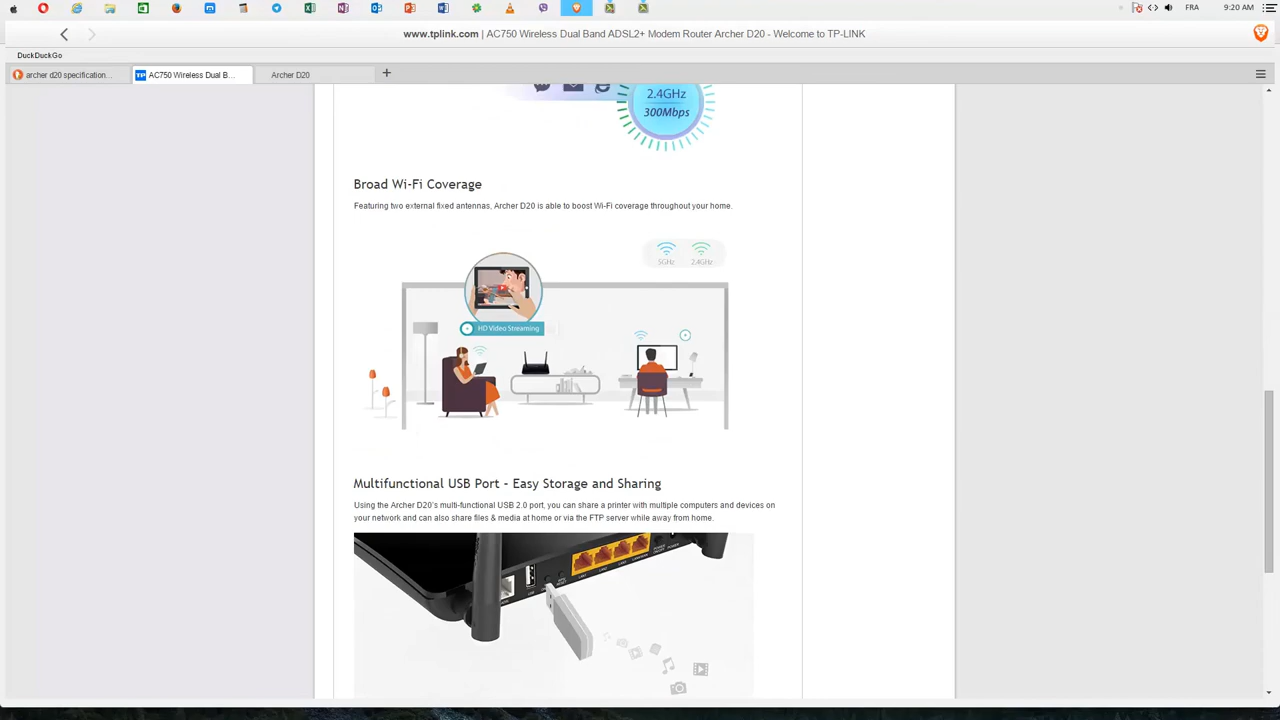 FRA 9:20 AM
www.tplink.com | AC750 Wireless Dual Band ADSL2+ Modem Router Archer D20 - Welcome to TP-LINK
DuckDuckGo
archer d20 specification...
AC750 Wireless Dual B...
Archer D20
2.4GHz
300Mbps
Broad Wi-Fi Coverage
Featuring two external fixed antennas, Archer D20 is able to boost Wi-Fi coverage throughout your home.
5GHz 2.4GHz
HD Video Streaming
Multifunctional USB Port - Easy Storage and Sharing
Using the Archer D20's multi-functional USB 2.0 port, you can share a printer with multiple computers and devices on
your network and can also share files & media at home or via the FTP server while away from home.
USB